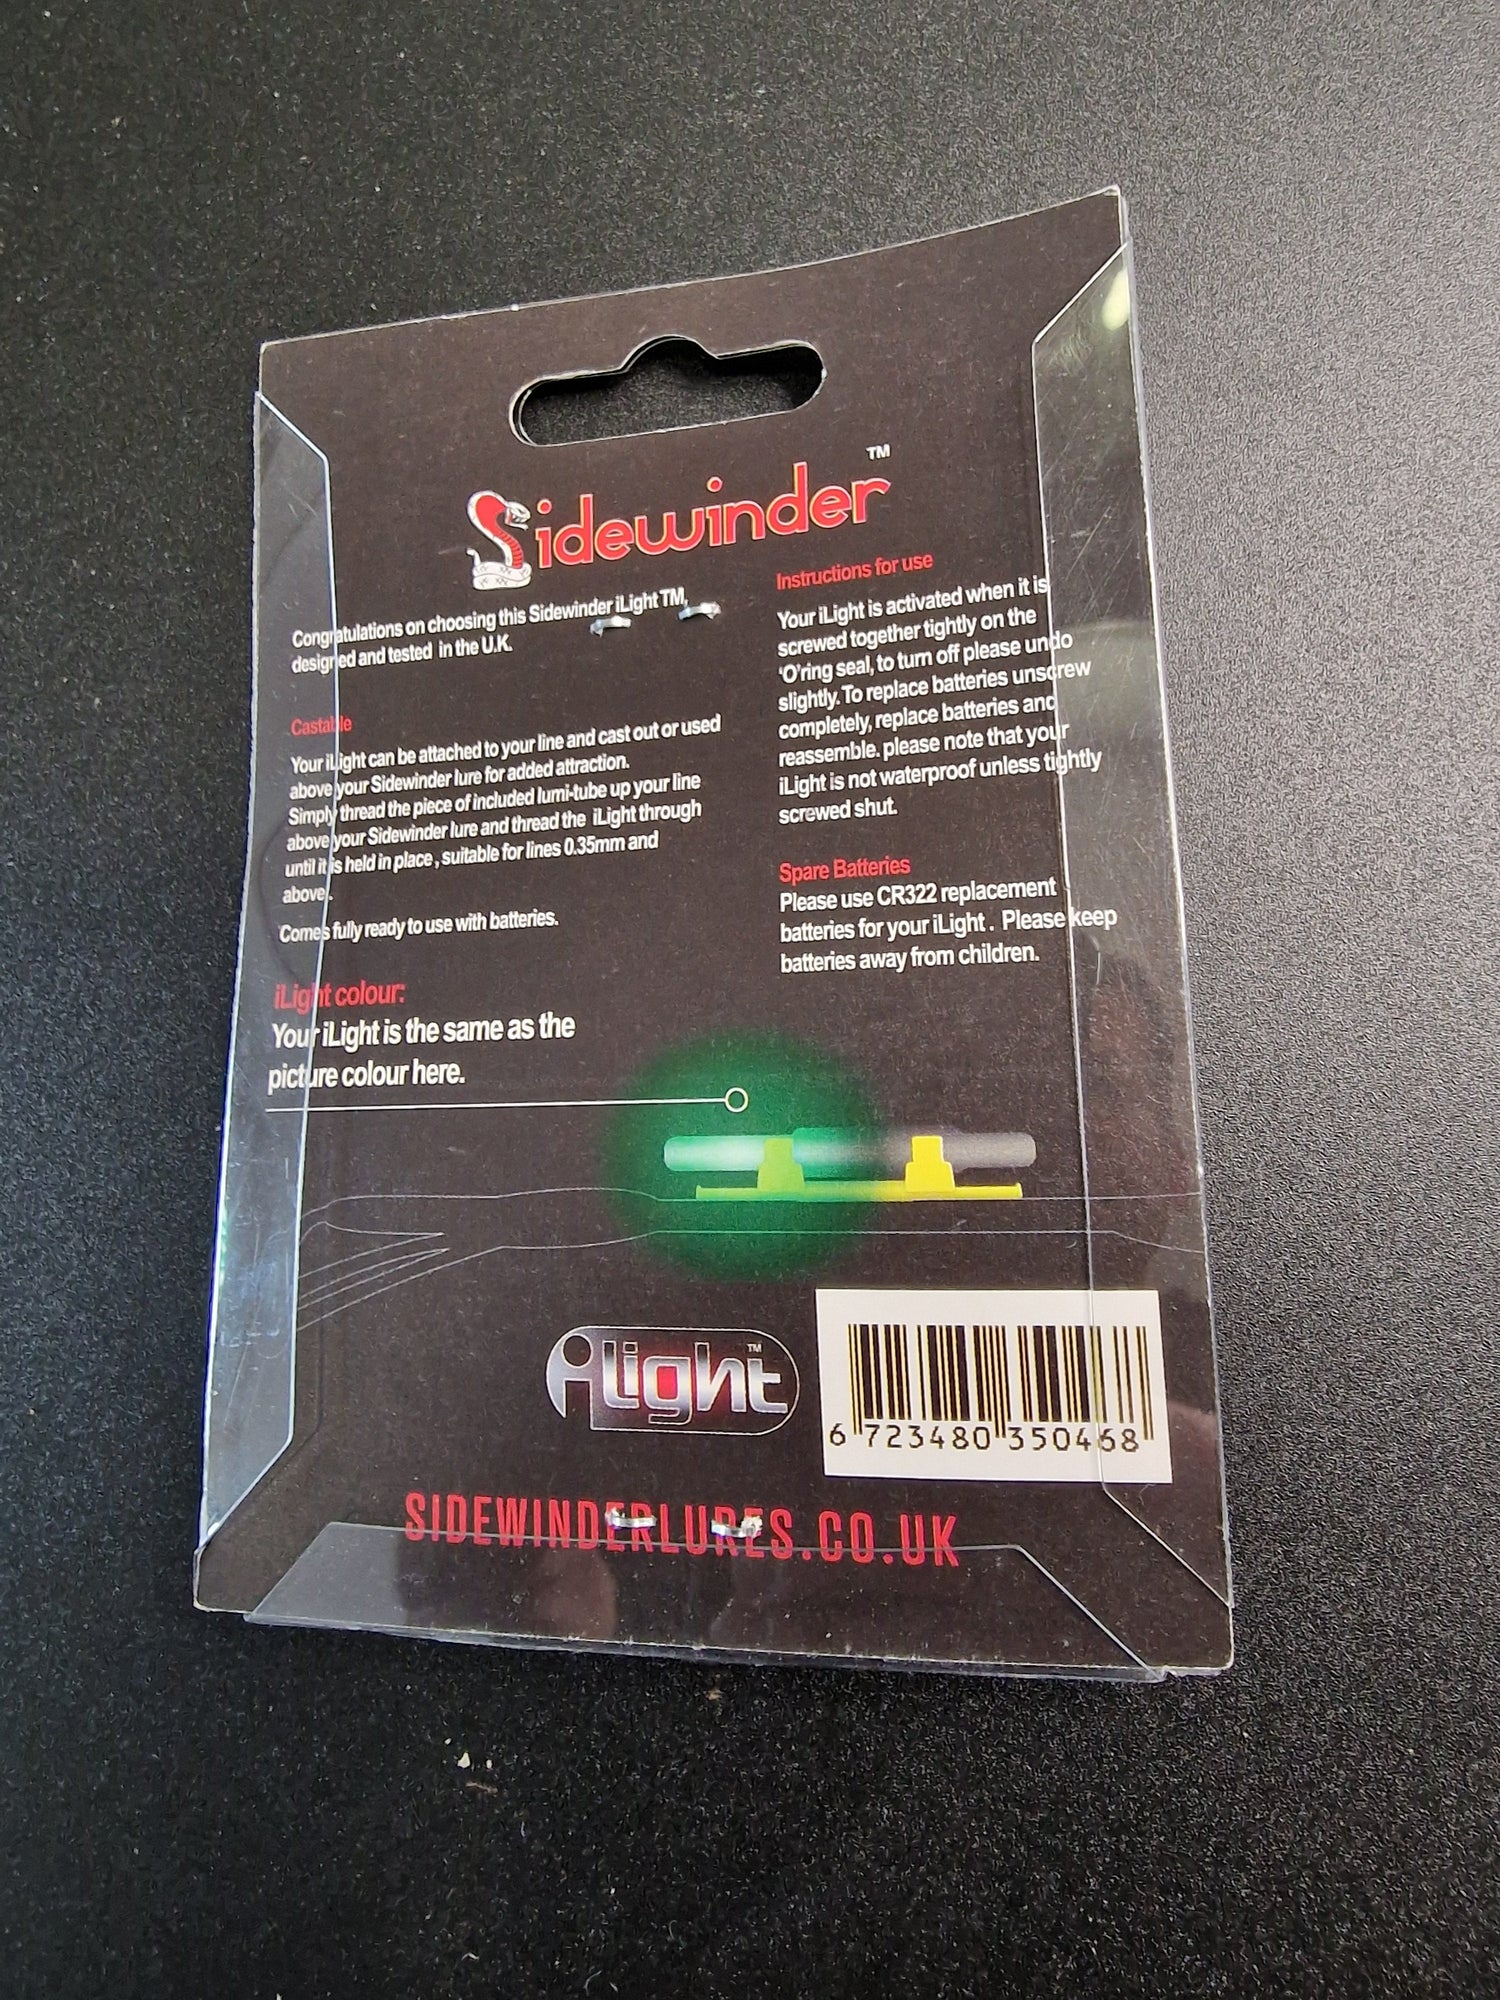 Sidewinder™
Congratulations on choosing this Sidewinder iLight TM,
designed and tested in the U.K.
Castable
Your iLight can be attached to your line and cast out or used
above your Sidewinder lure for added attraction.
Simply thread the piece of included lumi-tube up your line
above your Sidewinder lure and thread the iLight through
until it is held in place , suitable for lines 0.35mm and
above .
Comes fully ready to use with batteries.
iLight colour:
Your iLight is the same as the
picture colour here.
Instructions for use
Your iLight is activated when it is
screwed together tightly on the
‘O’ring seal, to turn off please undo
slightly. To replace batteries unscrew
completely, replace batteries and
reassemble. please note that your
iLight is not waterproof unless tightly
screwed shut.
Spare Batteries
Please use CR322 replacement
batteries for your iLight . Please keep
batteries away from children.
iLight™
6 723480 350468
SIDEWINDERLURES.CO.UK